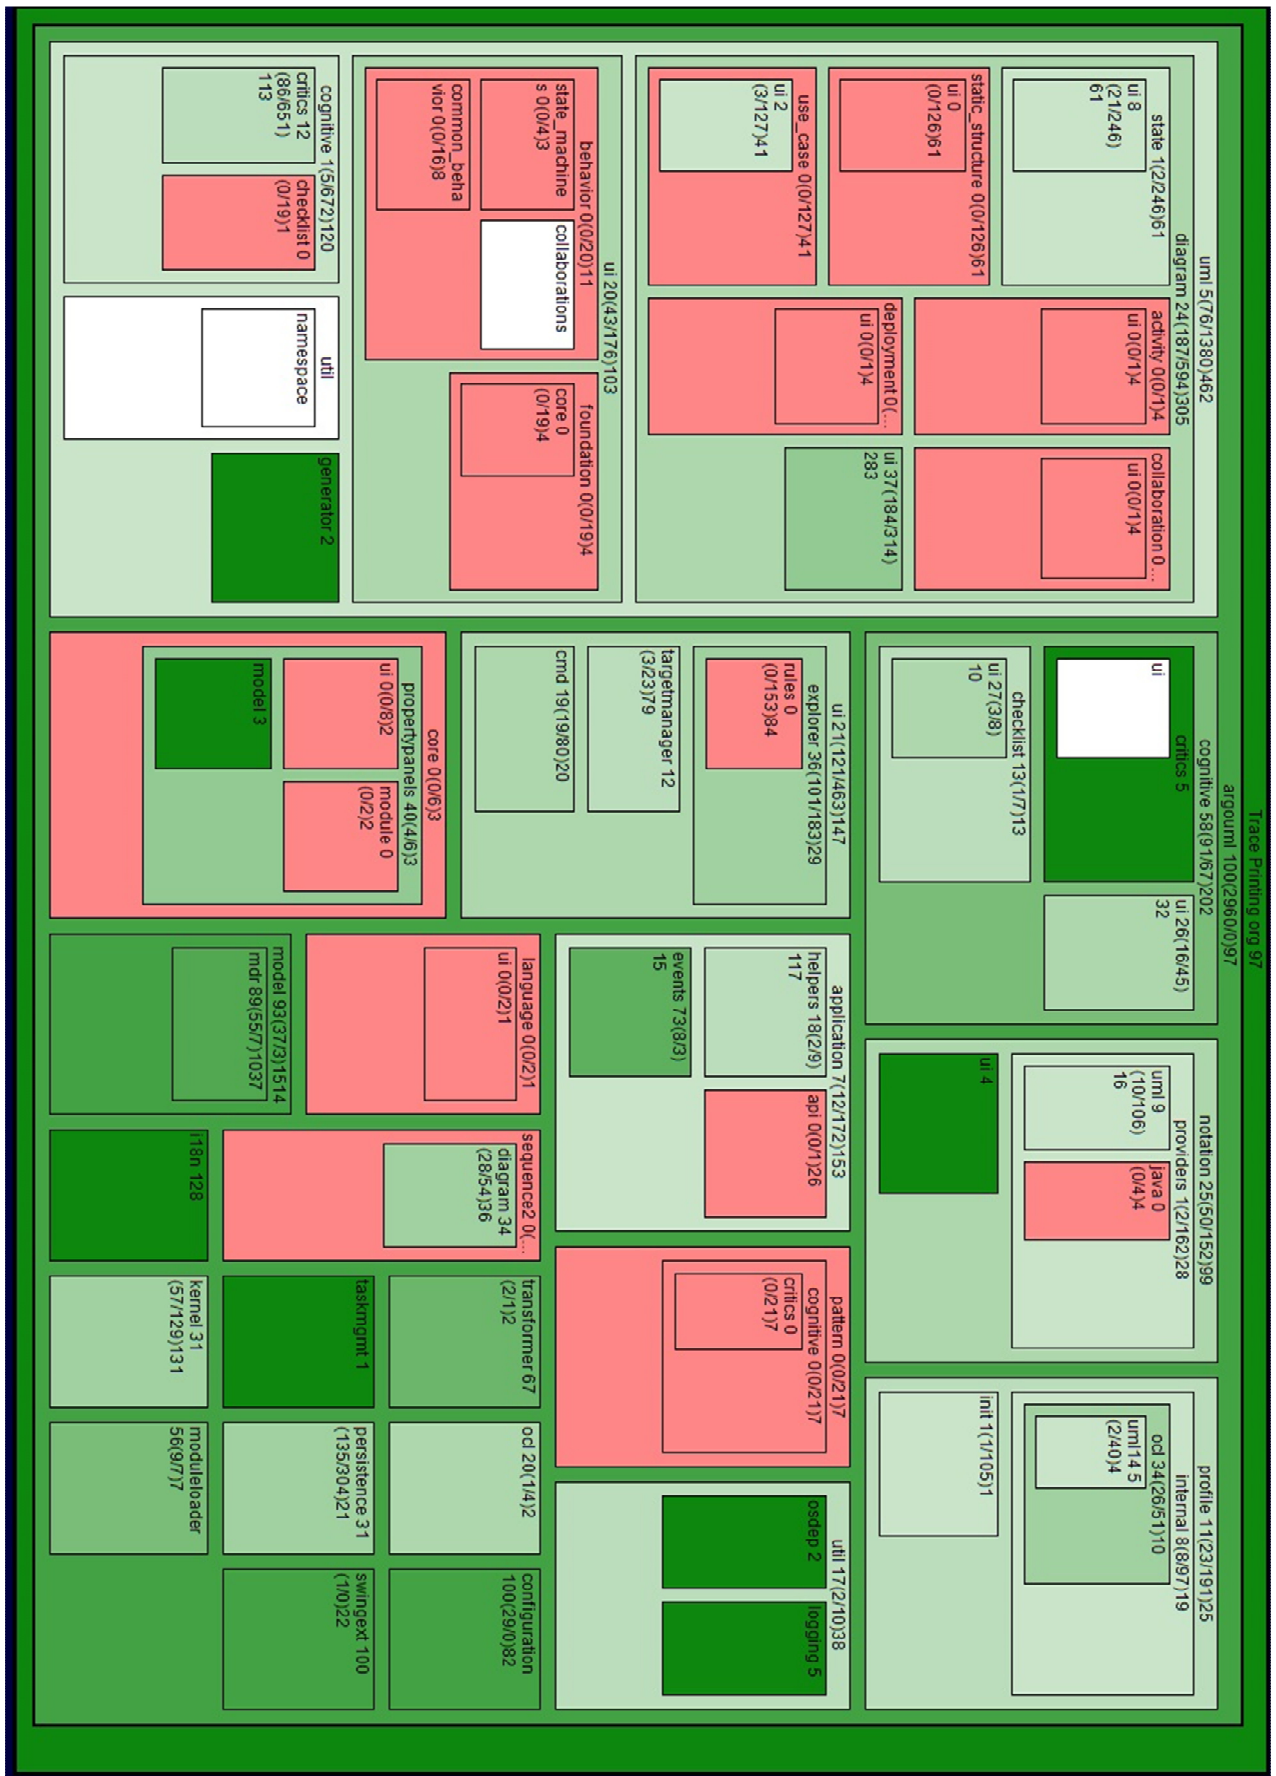 Trace Printing org 97
argouml 100(2960/0)97
uml 5(76/1380)462
diagram 24(187/594)305
state 1(2/246)61
ui 8
(21/246)
61
activity 0(0/1)4
ui 0(0/1)4
collaboration 0...
ui 0(0/1)4
static_structure 0(0/126)61
ui 0
(0/126)61
use_case 0(0/127)41
ui 2
(3/127)41
deployment 0(...
ui 0(0/1)4
ui 37(184/314)
283
ui 20(43/176)103
behavior 0(0/20)11
state_machine
s 0(0/4)3
collaborations
common_beha
vior 0(0/16)8
foundation 0(0/19)4
core 0
(0/19)4
cognitive 1(5/672)120
critics 12
(86/651)
113
checklist 0
(0/19)1
util
namespace
generator 2
cognitive 58(91/67)202
critics 5
ui
ui 26(16/45)
32
checklist 13(1/7)13
ui 27(3/8)
10
notation 25(50/152)99
providers 1(2/162)28
uml 9
(10/106)
16
java 0
(0/4)4
ui 4
profile 11(23/191)25
internal 8(8/97)19
ocl 34(26/51)10
uml14 5
(2/40)4
init 1(1/105)1
ui 21(121/463)147
explorer 36(101/183)29
rules 0
(0/153)84
targetmanager 12
(3/23)79
cmd 19(19/80)20
application 7(12/172)153
helpers 18(2/9)
117
api 0(0/1)26
events 73(8/3)
15
pattern 0(0/21)7
cognitive 0(0/21)7
critics 0
(0/21)7
util 17(2/10)38
osdep 2
logging 5
core 0(0/6)3
propertypanels 40(4/6)3
ui 0(0/8)2
module 0
(0/2)2
model 3
language 0(0/2)1
ui 0(0/2)1
sequence2 0(...
diagram 34
(28/54)36
transformer 67
(2/1)2
ocl 20(1/4)2
configuration
100(29/0)82
taskmgmt 1
persistence 31
(135/304)21
swingext 100
(1/0)22
model 93(37/3)1514
mdr 89(55/7)1037
i18n 128
kernel 31
(57/129)131
moduleloader
56(9/7)7